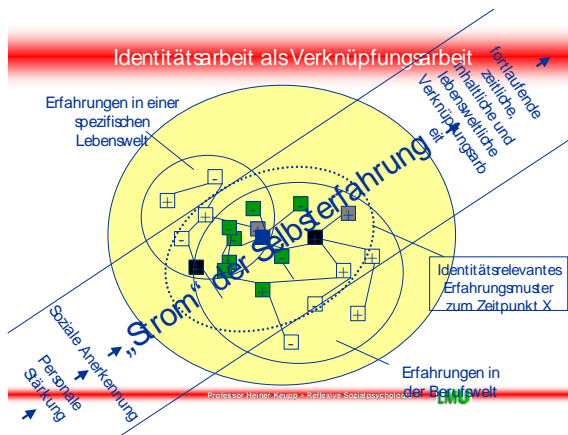 Identitätsarbeit als Verknüpfungsarbeit
Erfahrungen in einer
spezifischen
Lebenswelt
fortlaufende
zeitliche,
inhaltliche und
lebensweltliche
Verknüpfungsarb
eit
„Strom“ der Selbsterfahrung
Identitätsrelevantes
Erfahrungsmuster
zum Zeitpunkt X
Soziale Anerkennung
Personale
Stärkung
Erfahrungen in
der Berufswelt
Professor Heiner Keupp • Reflexive Sozialpsychologie
LMU